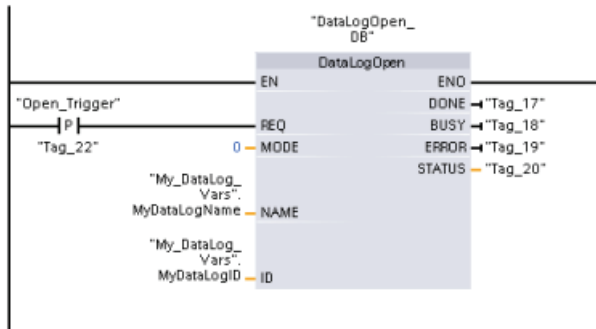 "DataLogOpen_
DB"
DataLogOpen
EN
ENO
"Open_Trigger"
DONE
"Tag_17"
P
REQ
BUSY
"Tag_18"
"Tag_22"
0
MODE
ERROR
"Tag_19"
STATUS
"Tag_20"
"My_DataLog_
Vars".
MyDataLogName
NAME
"My_DataLog_
Vars".
MyDataLogID
ID